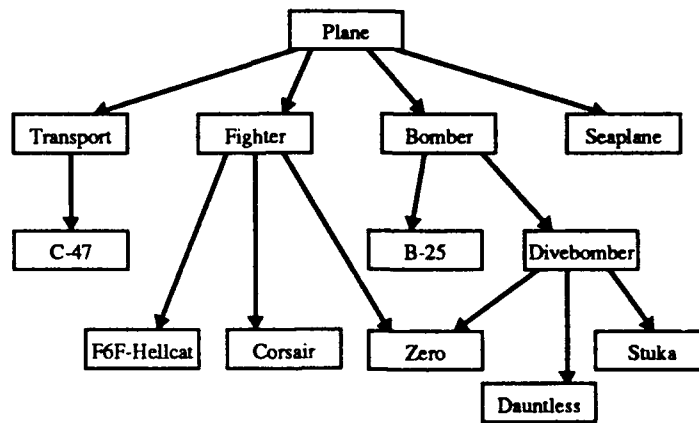 Plane
Transport
Fighter
Bomber
Seaplane
C-47
B-25
Divebomber
F6F-Hellcat
Corsair
Zero
Stuka
Dauntless